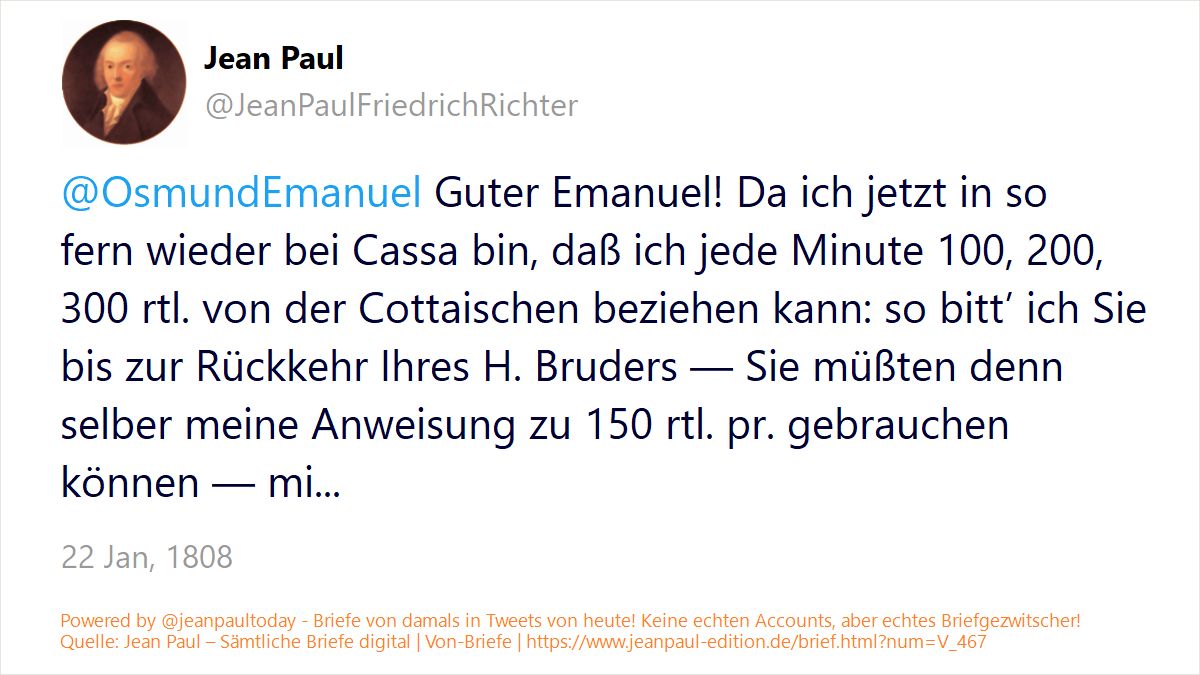 Jean Paul
@JeanPaulFriedrichRichter
@OsmundEmanuel Guter Emanuel! Da ich jetzt in so
fern wieder bei Cassa bin, daß ich jede Minute 100, 200,
300 rtl. von der Cottaischen beziehen kann: so bitt’ ich Sie
bis zur Rückkehr Ihres H. Bruders — Sie müßten denn
selber meine Anweisung zu 150 rtl. pr. gebrauchen
können — mi...
22 Jan, 1808
Powered by @jeanpaultoday - Briefe von damals in Tweets von heute! Keine echten Accounts, aber echtes Briefgezwitscher!
Quelle: Jean Paul – Sämtliche Briefe digital | Von-Briefe | https://www.jeanpaul-edition.de/brief.html?num=V_467